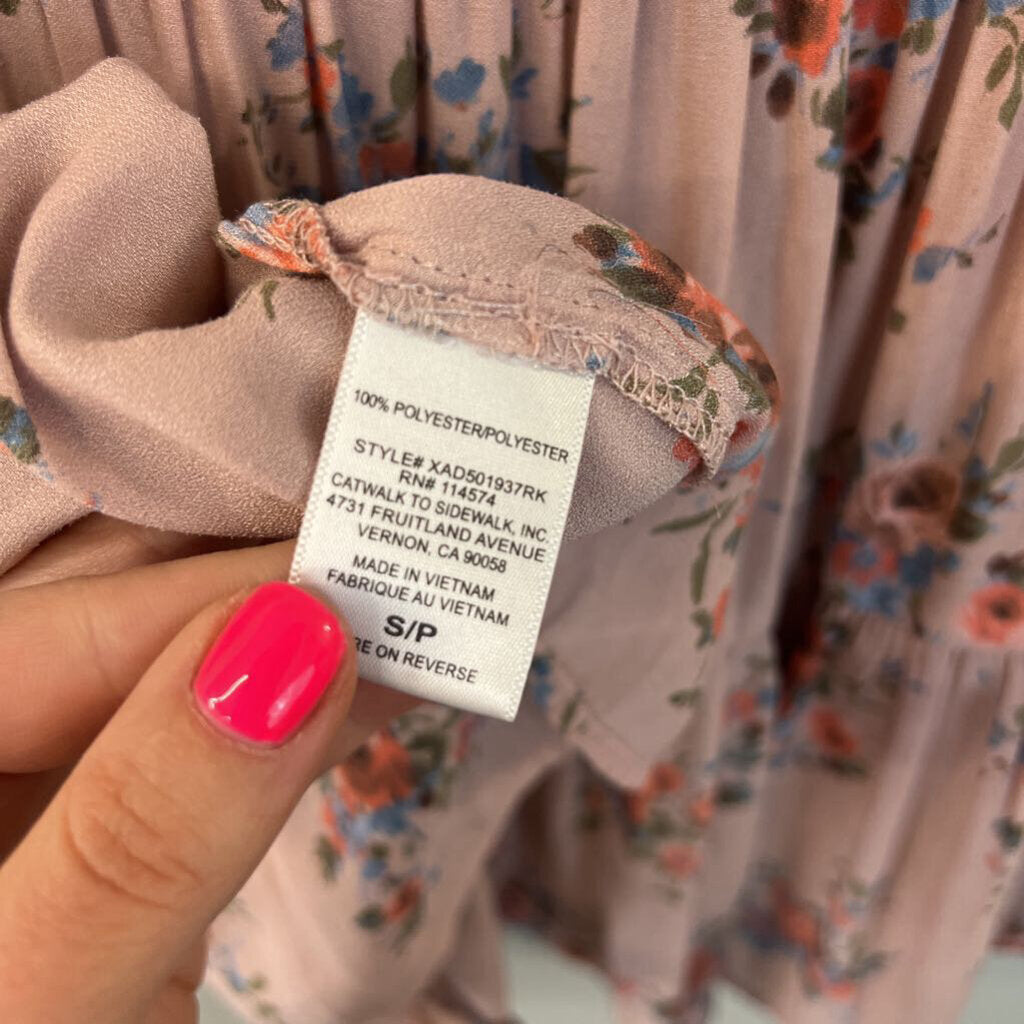 100% POLYESTER/POLYESTER
STYLE# XAD501937RK
RN# 114574
CATWALK TO SIDEWALK, INC.
4731 FRUITLAND AVENUE
VERNON, CA 90058
MADE IN VIETNAM
FABRIQUE AU VIETNAM
S/P
RE ON REVERSE